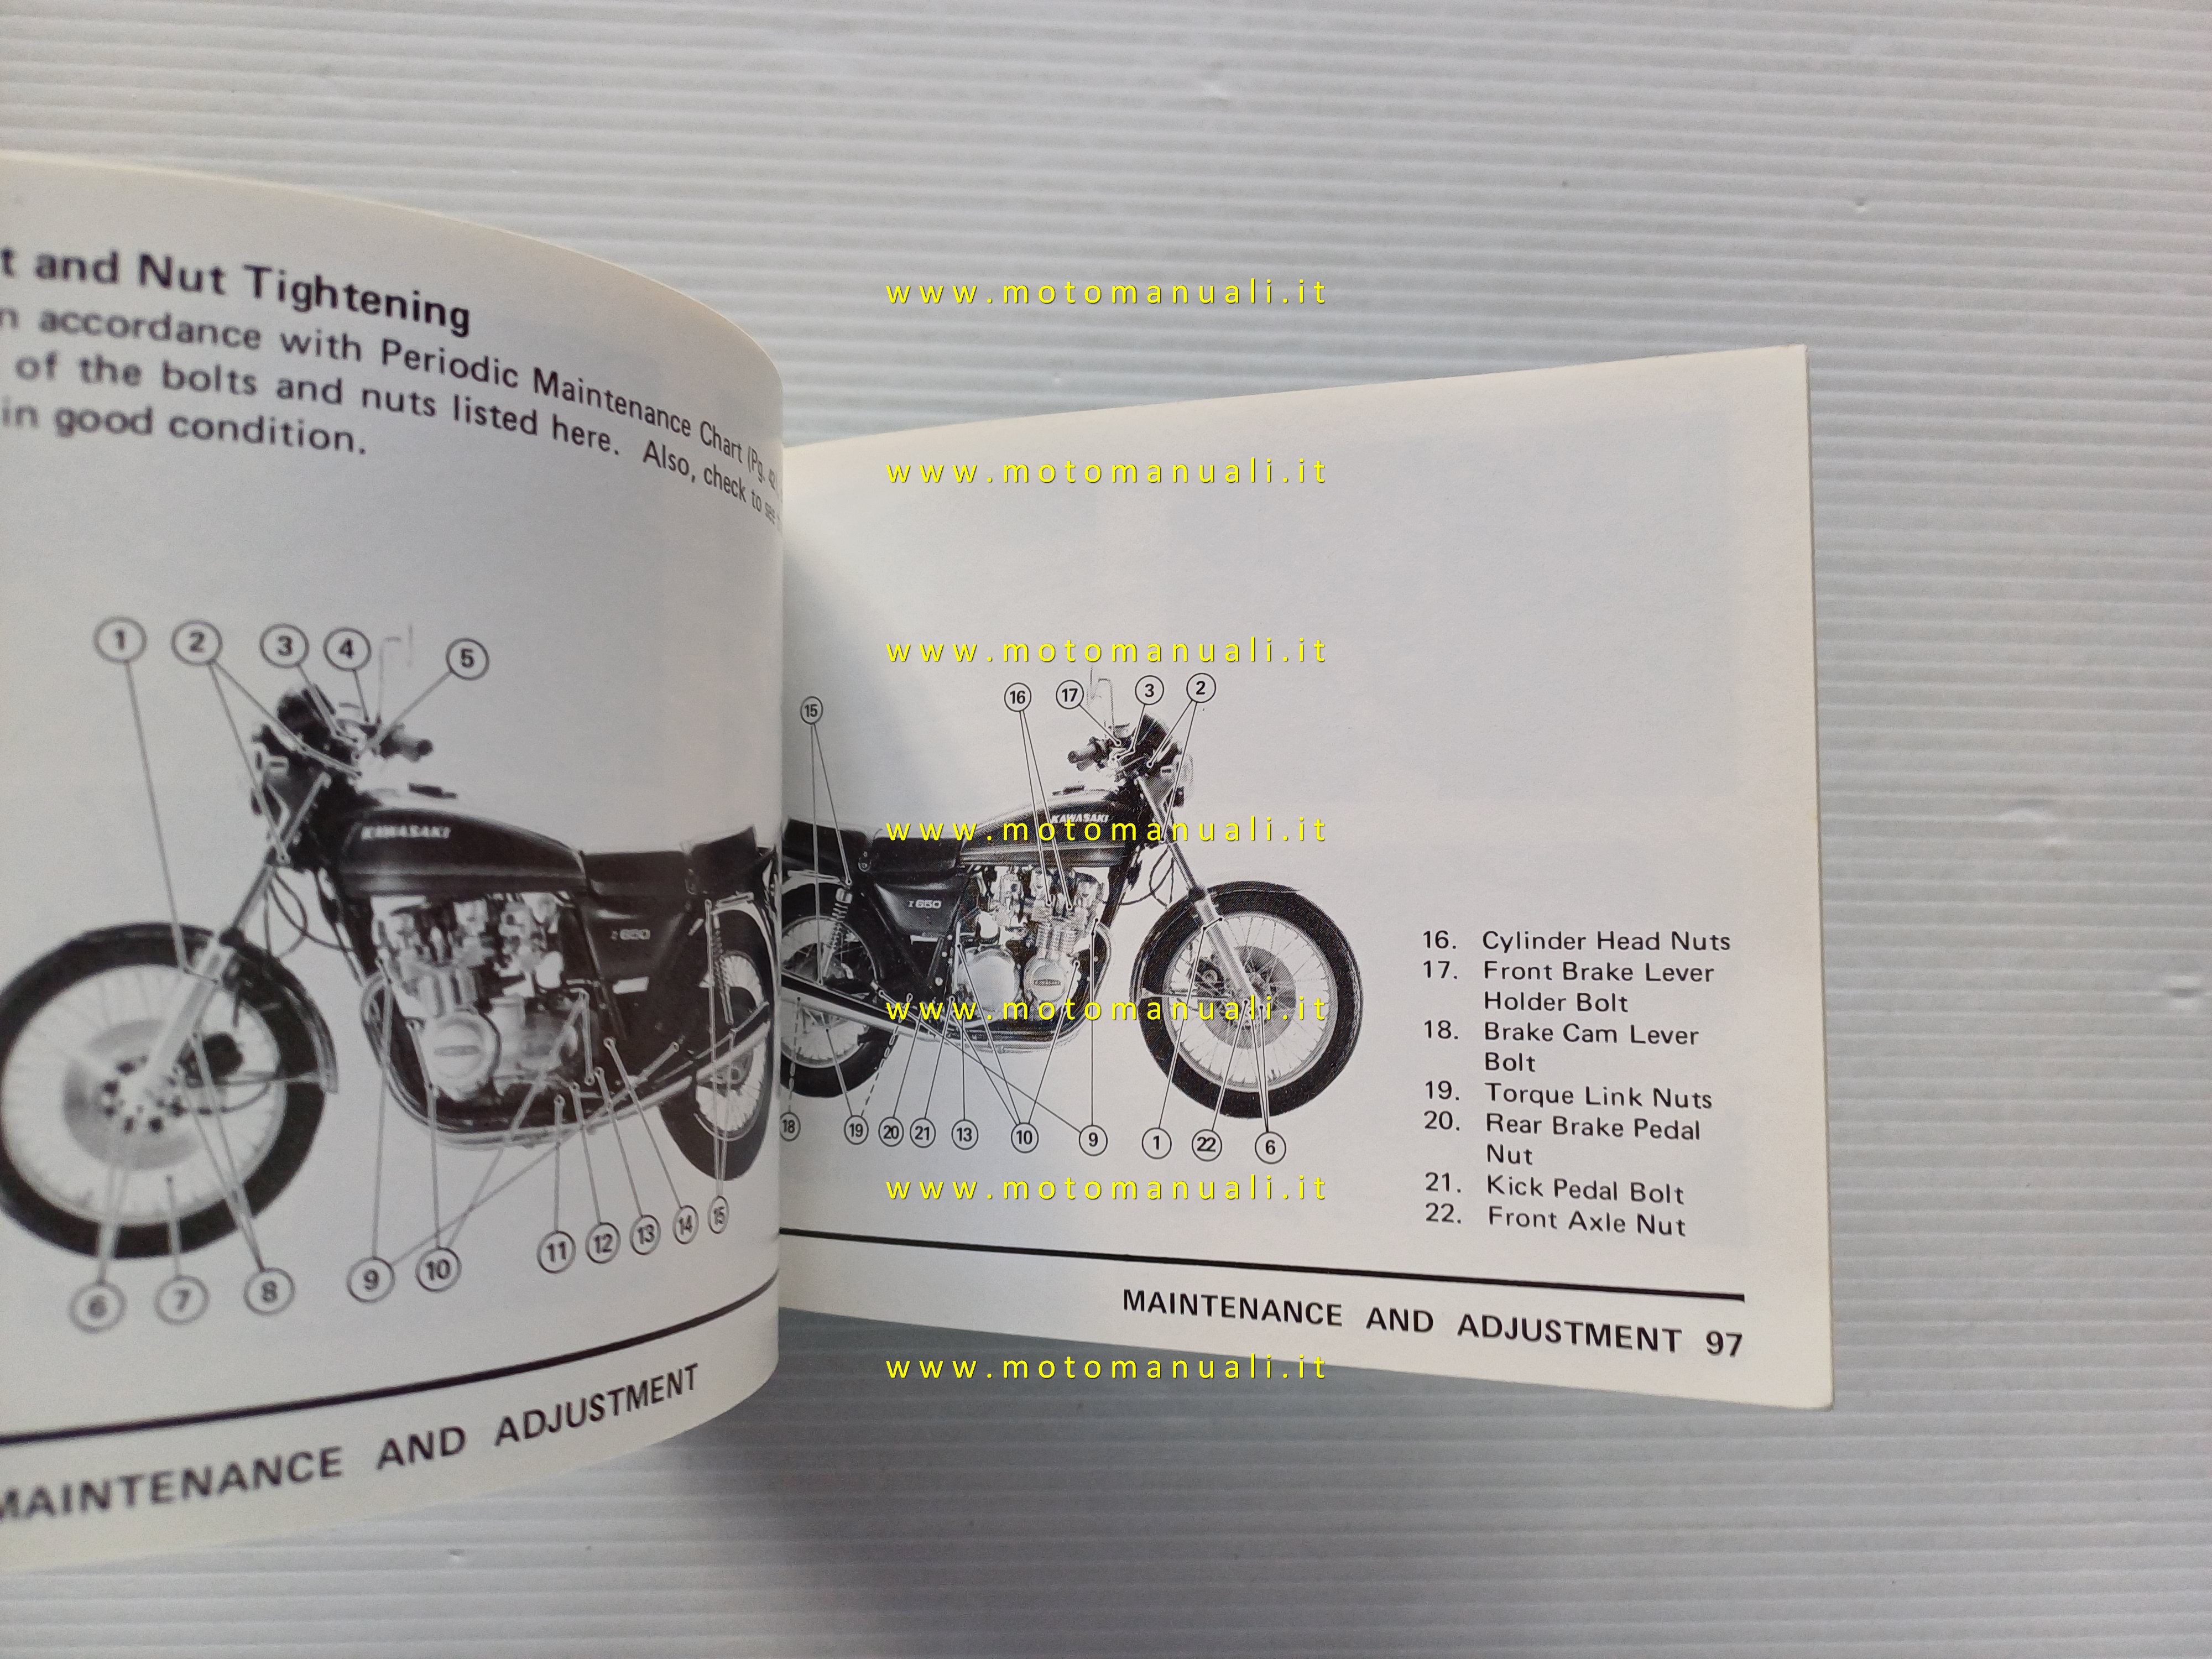 t and Nut Tightening
n accordance with Periodic Maintenance Chart (Pg. 42
of the bolts and nuts listed here. Also, check to see
in good condition.
1 2 3 4 5
KAWASAKI
z 650
6 7 8 9 10 11 12 13 14 15
MAINTENANCE AND ADJUSTMENT
www.motomanuali.it
www.motomanuali.it
www.motomanuali.it
15 16 17 3 2
KAWASAKI
www.motomanuali.it
z 650
www.motomanuali.it
18 19 20 21 13 10 9 1 22 6
www.motomanuali.it
16. Cylinder Head Nuts
17. Front Brake Lever
Holder Bolt
18. Brake Cam Lever
Bolt
19. Torque Link Nuts
20. Rear Brake Pedal
Nut
21. Kick Pedal Bolt
22. Front Axle Nut
MAINTENANCE AND ADJUSTMENT 97
www.motomanuali.it